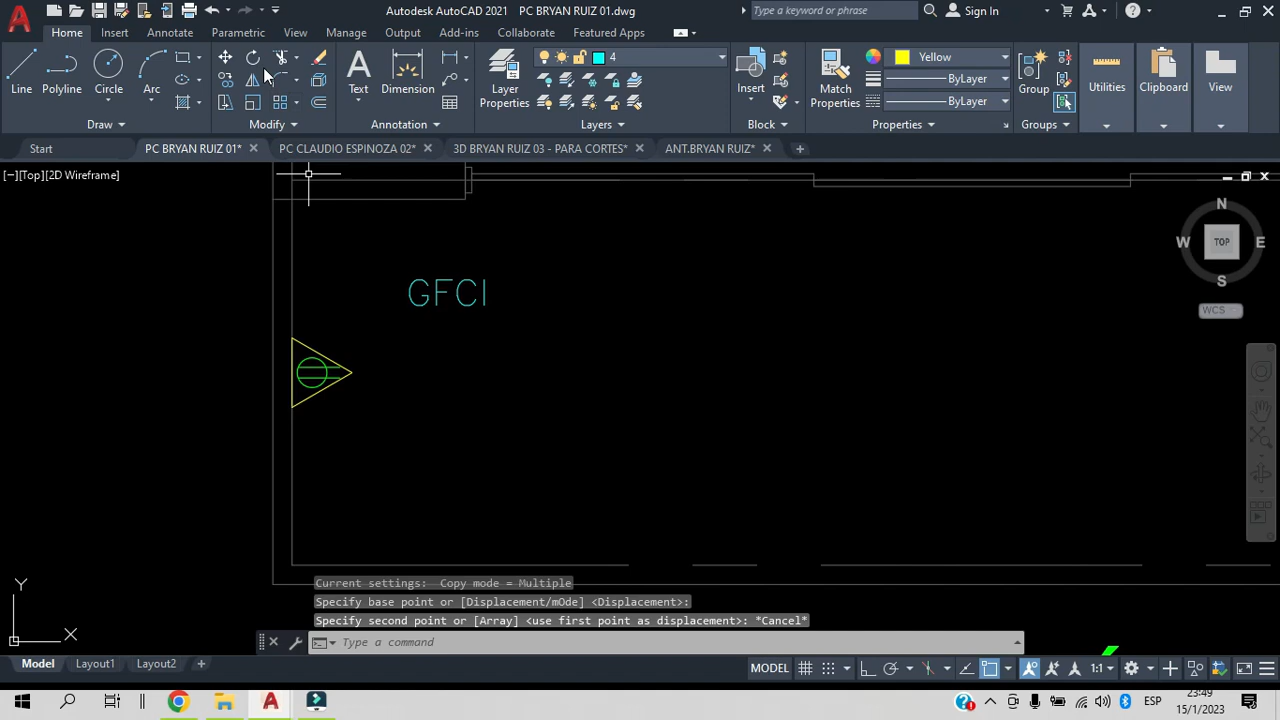 Autodesk AutoCAD 2021 PC BRYAN RUIZ 01.dwg
Type a keyword or phrase
Sign In
Home Insert Annotate Parametric View Manage Output Add-ins Collaborate Featured Apps
4
Yellow
ByLayer
ByLayer
Line Polyline Circle Arc
Text Dimension
Layer Properties
Insert
Match Properties
Group
Utilities
Clipboard
View
Draw Modify Annotation Layers Block Properties Groups
Start PC BRYAN RUIZ 01* PC CLAUDIO ESPINOZA 02* 3D BRYAN RUIZ 03 - PARA CORTES* ANT.BRYAN RUIZ*
[−][Top][2D Wireframe]
N
W TOP E
S
WCS
GFCI
Y
X
Current settings: Copy mode = Multiple
Specify base point or [Displacement/mOde] <Displacement>:
Specify second point or [Array] <use first point as displacement>: *Cancel*
Type a command
Model Layout1 Layout2
MODEL
1:1
ESP
23:49
15/1/2023